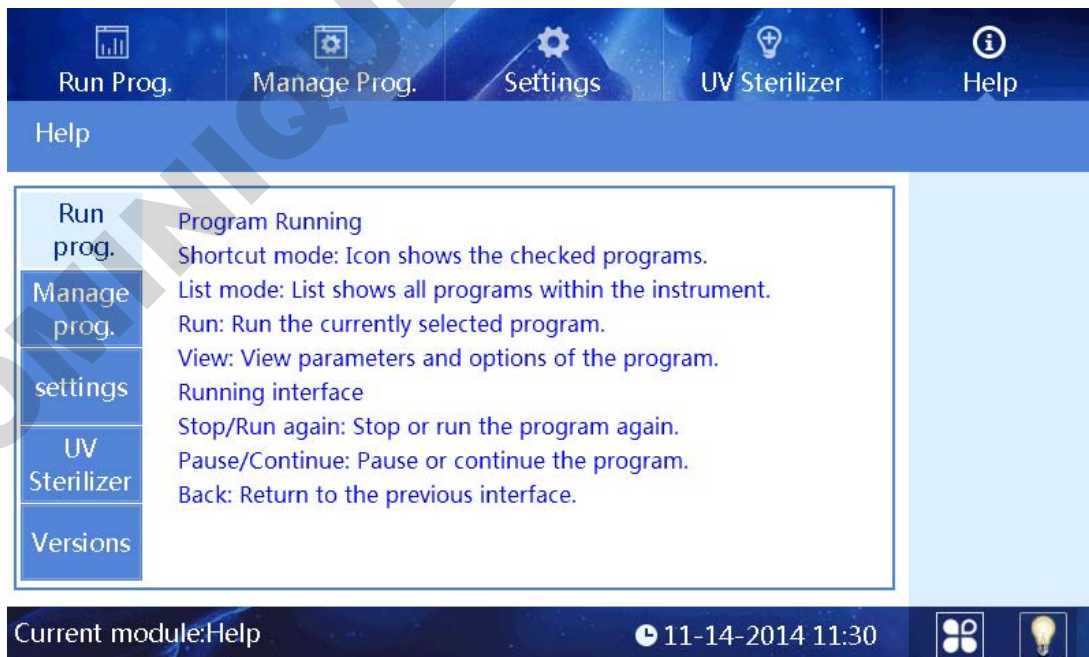 Run Prog.
Manage Prog.
Settings
UV Sterilizer
Help
Help
Run
prog.
Manage
prog.
settings
UV
Sterilizer
Versions
Program Running
Shortcut mode: Icon shows the checked programs.
List mode: List shows all programs within the instrument.
Run: Run the currently selected program.
View: View parameters and options of the program.
Running interface
Stop/Run again: Stop or run the program again.
Pause/Continue: Pause or continue the program.
Back: Return to the previous interface.
Current module:Help
11-14-2014 11:30